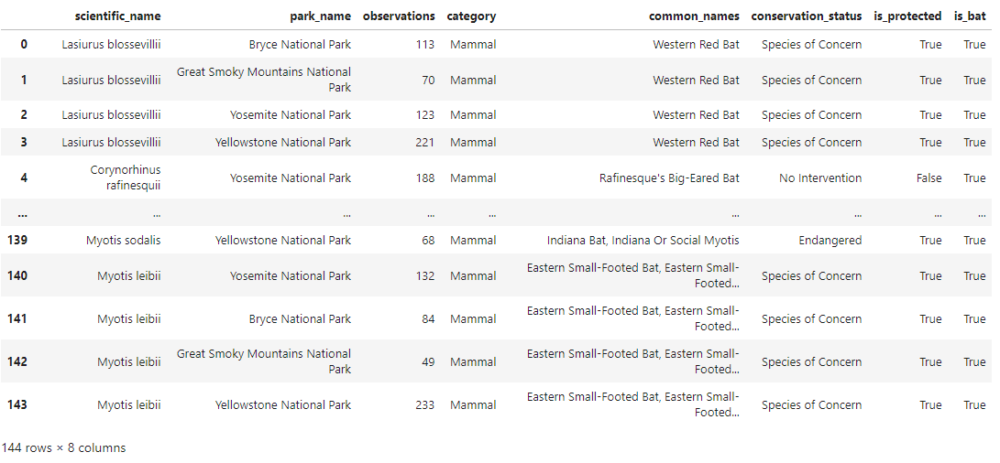 scientific_name park_name observations category common_names conservation_status is_protected is_bat
0 Lasiurus blossevillii Bryce National Park 113 Mammal Western Red Bat Species of Concern True True
1 Lasiurus blossevillii Great Smoky Mountains National Park 70 Mammal Western Red Bat Species of Concern True True
2 Lasiurus blossevillii Yosemite National Park 123 Mammal Western Red Bat Species of Concern True True
3 Lasiurus blossevillii Yellowstone National Park 221 Mammal Western Red Bat Species of Concern True True
4 Corynorhinus rafinesquii Yosemite National Park 188 Mammal Rafinesque's Big-Eared Bat No Intervention False True
... ... ... ... ... ... ... ... ...
139 Myotis sodalis Yellowstone National Park 68 Mammal Indiana Bat, Indiana Or Social Myotis Endangered True True
140 Myotis leibii Yosemite National Park 132 Mammal Eastern Small-Footed Bat, Eastern Small-Footed... Species of Concern True True
141 Myotis leibii Bryce National Park 84 Mammal Eastern Small-Footed Bat, Eastern Small-Footed... Species of Concern True True
142 Myotis leibii Great Smoky Mountains National Park 49 Mammal Eastern Small-Footed Bat, Eastern Small-Footed... Species of Concern True True
143 Myotis leibii Yellowstone National Park 233 Mammal Eastern Small-Footed Bat, Eastern Small-Footed... Species of Concern True True
144 rows × 8 columns